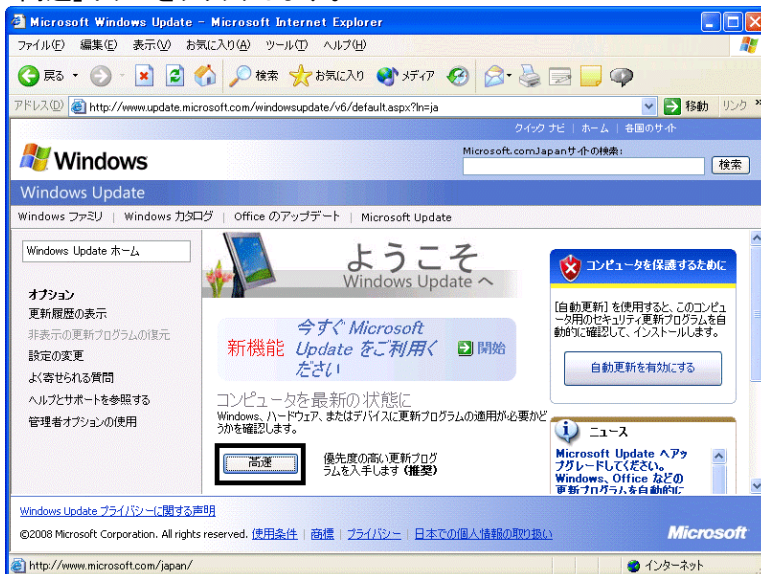 Microsoft Windows Update - Microsoft Internet Explorer
ファイル(F) 編集(E) 表示(V) お気に入り(A) ツール(T) ヘルプ(H)
戻る 検索 お気に入り メディア
アドレス(D) http://www.update.microsoft.com/windowsupdate/v6/default.aspx?ln=ja 移動 リンク »
クイック ナビ | ホーム | 各国のサイト
Windows
Microsoft.comJapanサイトの検索:
検索
Windows Update
Windows ファミリ | Windows カタログ | Office のアップデート | Microsoft Update
Windows Update ホーム
オプション
更新履歴の表示
非表示の更新プログラムの復元
設定の変更
よく寄せられる質問
ヘルプとサポートを参照する
管理者オプションの使用
ようこそ
Windows Update へ
新機能
今すぐ Microsoft
Update をご利用く
ださい
開始
コンピュータを最新の状態に
Windows、ハードウェア、またはデバイスに更新プログラムの適用が必要かど
うかを確認します。
高速
優先度の高い更新プログ
ラムを入手します (推奨)
コンピュータを保護するために
[自動更新] を使用すると、このコンピュ
ータ用のセキュリティ更新プログラムを自
動的に確認して、インストールします。
自動更新を有効にする
ニュース
Microsoft Update へアッ
プグレードしてください。
Windows、Office などの
更新プログラムを自動的に
Windows Update プライバシーに関する声明
©2008 Microsoft Corporation. All rights reserved. 使用条件 | 商標 | プライバシー | 日本での個人情報の取り扱い
Microsoft
http://www.microsoft.com/japan/
インターネット